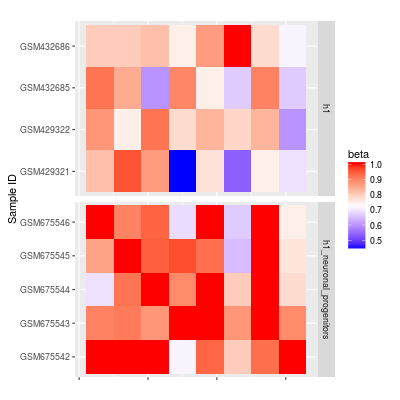 Sample ID
GSM432686
GSM432685
GSM429322
GSM429321
h1
GSM675546
GSM675545
GSM675544
GSM675543
GSM675542
h1_neuronal_progenitors
beta
1.0
0.9
0.8
0.7
0.6
0.5